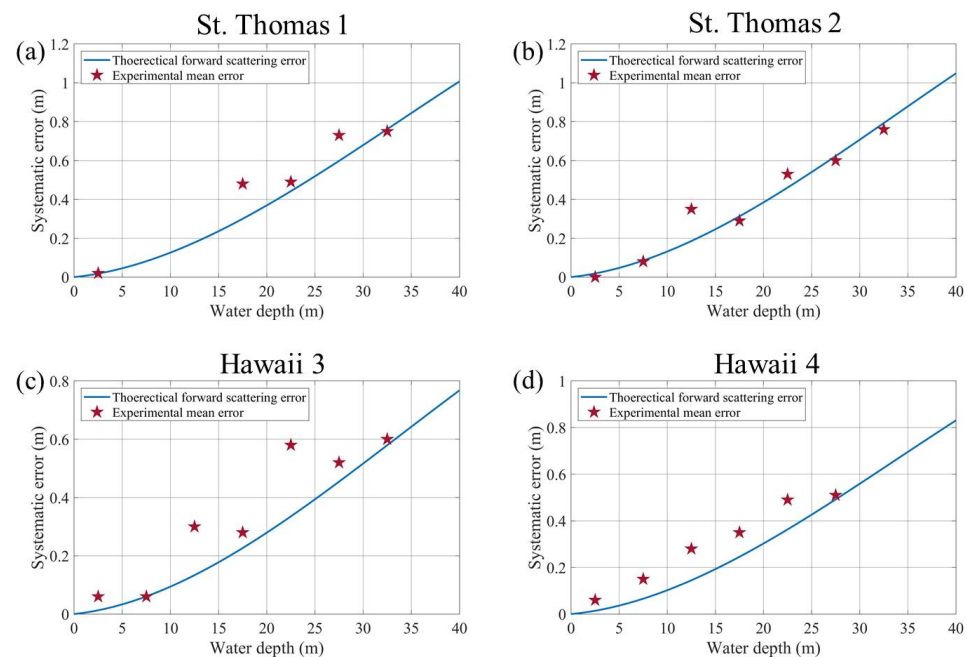 St. Thomas 1
(a)
1.2
1
0.8
0.6
0.4
0.2
0
Systematic error (m)
Thoerectical forward scattering error
Experimental mean error
0 5 10 15 20 25 30 35 40
Water depth (m)
St. Thomas 2
(b)
1.2
1
0.8
0.6
0.4
0.2
0
Systematic error (m)
Thoerectical forward scattering error
Experimental mean error
0 5 10 15 20 25 30 35 40
Water depth (m)
Hawaii 3
(c)
0.8
0.6
0.4
0.2
0
Systematic error (m)
Thoerectical forward scattering error
Experimental mean error
0 5 10 15 20 25 30 35 40
Water depth (m)
Hawaii 4
(d)
1
0.8
0.6
0.4
0.2
0
Systematic error (m)
Thoerectical forward scattering error
Experimental mean error
0 5 10 15 20 25 30 35 40
Water depth (m)